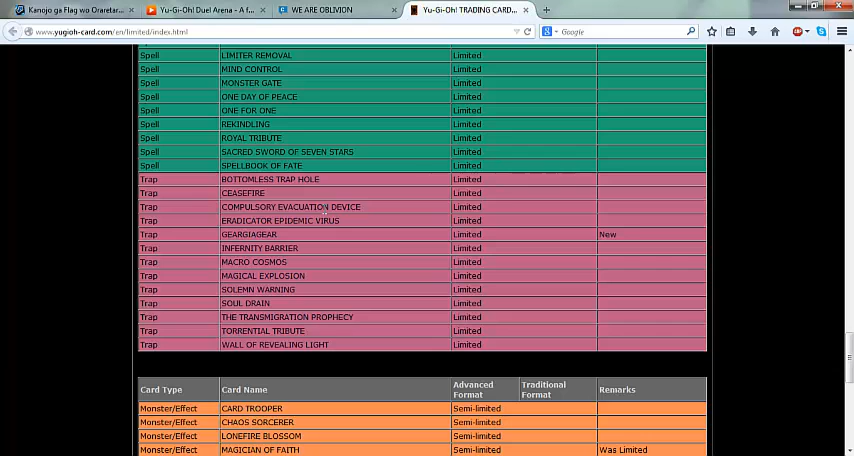 Kanojo ga Flag wo Oraretar...
Yu-Gi-Oh! Duel Arena - A f...
WE ARE OBLIVION
Yu-Gi-Oh! TRADING CARD...
www.yugioh-card.com/en/limited/index.html
Google
Spell LIMITER REMOVAL Limited
Spell MIND CONTROL Limited
Spell MONSTER GATE Limited
Spell ONE DAY OF PEACE Limited
Spell ONE FOR ONE Limited
Spell REKINDLING Limited
Spell ROYAL TRIBUTE Limited
Spell SACRED SWORD OF SEVEN STARS Limited
Spell SPELLBOOK OF FATE Limited
Trap BOTTOMLESS TRAP HOLE Limited
Trap CEASEFIRE Limited
Trap COMPULSORY EVACUATION DEVICE Limited
Trap ERADICATOR EPIDEMIC VIRUS Limited
Trap GEARGIAGEAR Limited New
Trap INFERNITY BARRIER Limited
Trap MACRO COSMOS Limited
Trap MAGICAL EXPLOSION Limited
Trap SOLEMN WARNING Limited
Trap SOUL DRAIN Limited
Trap THE TRANSMIGRATION PROPHECY Limited
Trap TORRENTIAL TRIBUTE Limited
Trap WALL OF REVEALING LIGHT Limited
Card Type Card Name Advanced Format Traditional Format Remarks
Monster/Effect CARD TROOPER Semi-limited
Monster/Effect CHAOS SORCERER Semi-limited
Monster/Effect LONEFIRE BLOSSOM Semi-limited
Monster/Effect MAGICIAN OF FAITH Semi-limited Was Limited